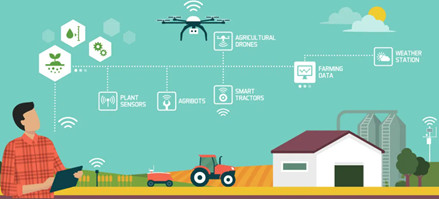 AGRICULTURAL
DRONES
WEATHER
STATION
FARMING
DATA
PLANT
SENSORS
AGRIBOTS
SMART
TRACTORS